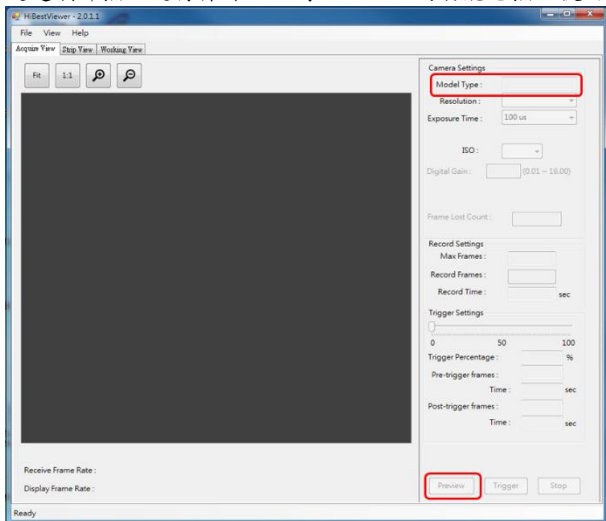 HiBestViewer - 2.0.1.1
File View Help
Acquire View Strip View Working View
Fit 1:1
Camera Settings
Model Type :
Resolution :
Exposure Time : 100 us
ISO :
Digital Gain : (0.01 ~ 16.00)
Frame Lost Count :
Record Settings
Max Frames :
Record Frames :
Record Time : sec
Trigger Settings
0 50 100
Trigger Percentage : %
Pre-trigger frames :
Time : sec
Post-trigger frames :
Time : sec
Receive Frame Rate :
Display Frame Rate :
Preview Trigger Stop
Ready